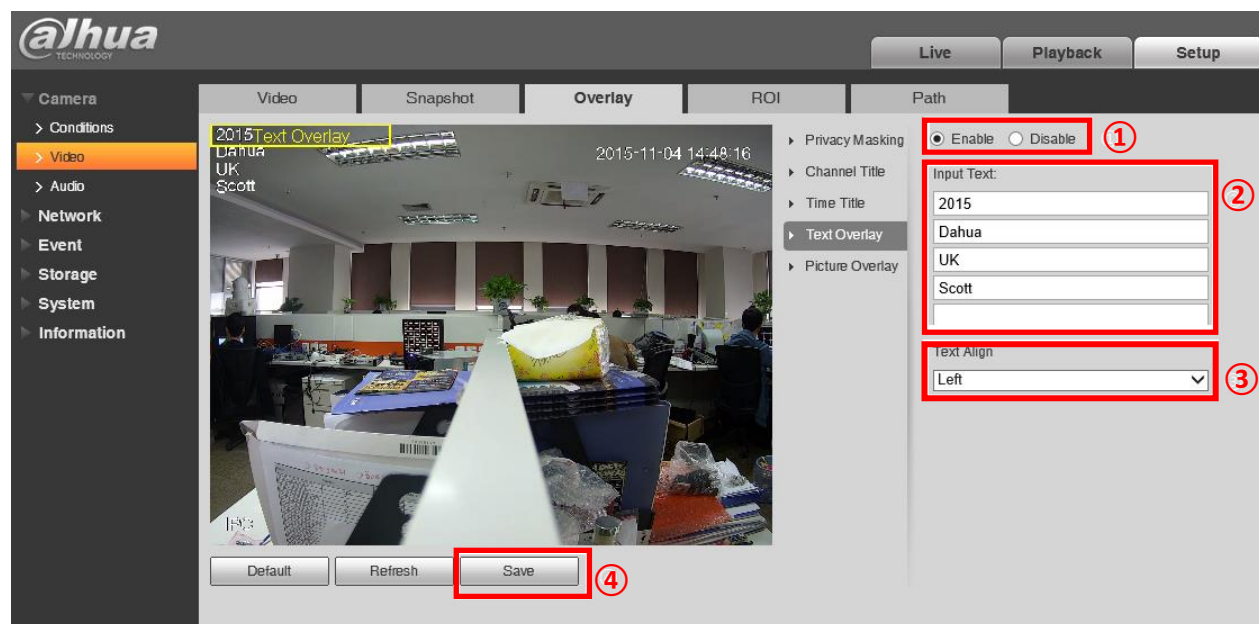 alhua
TECHNOLOGY
Live Playback Setup
Camera
Conditions
Video
Audio
Network
Event
Storage
System
Information
Video Snapshot Overlay ROI Path
2015Text Overlay
Dahua
UK
Scott
2015-11-04 14:48:16
IPC
Privacy Masking
Channel Title
Time Title
Text Overlay
Picture Overlay
Enable Disable ①
Input Text:
2015
Dahua
UK
Scott
②
Text Align
Left
③
Default Refresh Save ④